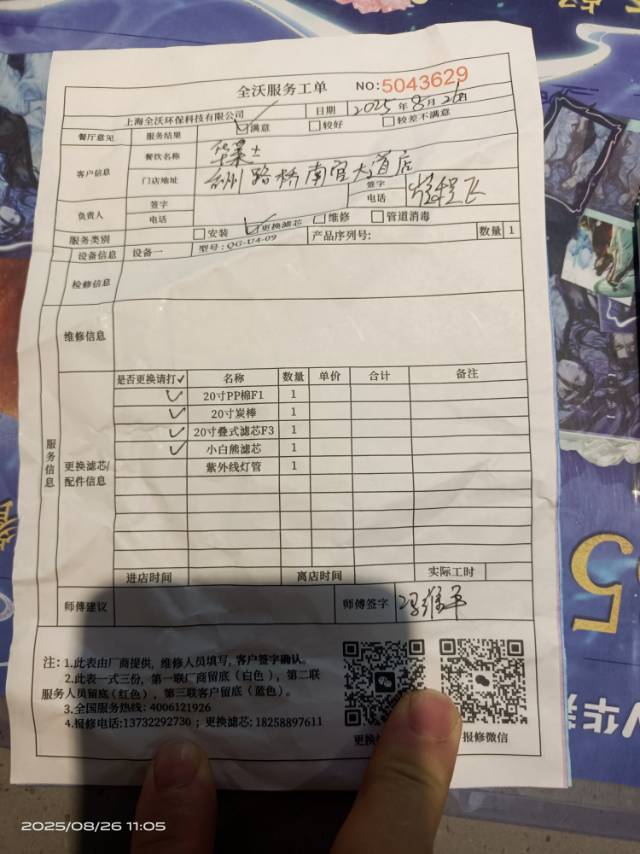 全沃服务工单 NO:5043629
上海全沃环保科技有限公司 日期 2025年8月26日
餐厅意见 服务结果 ✓满意 □较好 □较差不满意
客户信息 餐饮名称 华莱士
门店地址 台州路桥南官大道店
负责人 签字 签字
电话 电话
服务类别 □安装 ✓更换滤芯 □维修 □管道消毒
设备信息 设备一 型号:QG-U4-09 产品序列号: 数量 1
检修信息
维修信息
服务信息
更换滤芯/配件信息
是否更换请打✓ 名称 数量 单价 合计 备注
✓ 20寸PP棉F1 1
✓ 20寸炭棒 1
✓ 20寸叠式滤芯F3 1
✓ 小白熊滤芯 1
紫外线灯管 1
进店时间 离店时间 实际工时
师傅建议 师傅签字
注: 1.此表由厂商提供, 维修人员填写, 客户签字确认。
2.此表一式三份, 第一联厂商留底(白色), 第二联
服务人员留底(红色), 第三联客户留底(蓝色)。
3.全国服务热线: 4006121926
4.报修电话:13732292730 ; 更换滤芯: 18258897611
更换 报修微信
2025/08/26 11:05